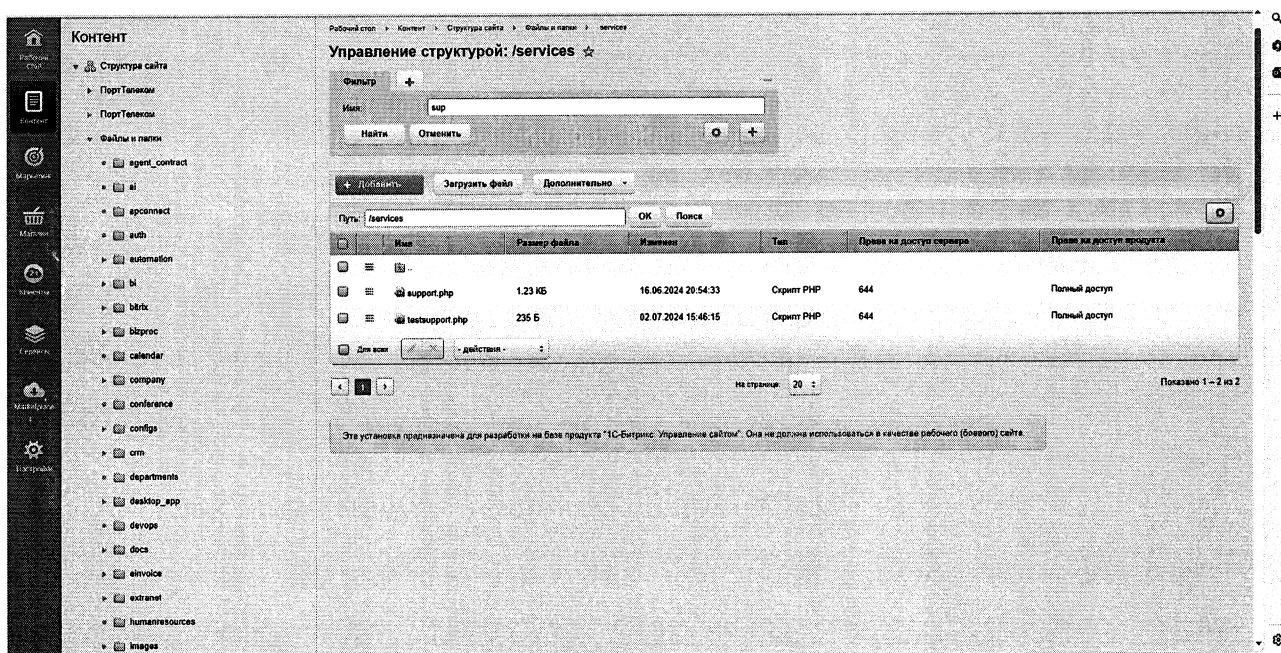 Рабочий стол
Контент
Маркетинг
Магазин
Клиенты
Сервисы
Marketplace
Настройки
Контент
Структура сайта
ПортТелеком
ПортТелеком
Файлы и папки
agent_contract
ai
apconnect
auth
automation
bi
bitrix
bizproc
calendar
company
conference
configs
crm
departments
desktop_app
devops
docs
einvoice
extranet
humanresources
images
Рабочий стол Контент Структура сайта Файлы и папки services
Управление структурой: /services
Фильтр
Имя: sup
Найти Отменить
Добавить Загрузить файл Дополнительно
Путь: /services OK Поиск
Имя Размер файла Изменен Тип Права на доступ сервера Права на доступ продукта
..
support.php 1.23 КБ 16.06.2024 20:54:33 Скрипт PHP 644 Полный доступ
testsupport.php 235 Б 02.07.2024 15:46:15 Скрипт PHP 644 Полный доступ
Для всех - действия -
1 На странице: 20 Показано 1 – 2 из 2
Эта установка предназначена для разработки на базе продукта "1С-Битрикс: Управление сайтом". Она не должна использоваться в качестве рабочего (боевого) сайта.